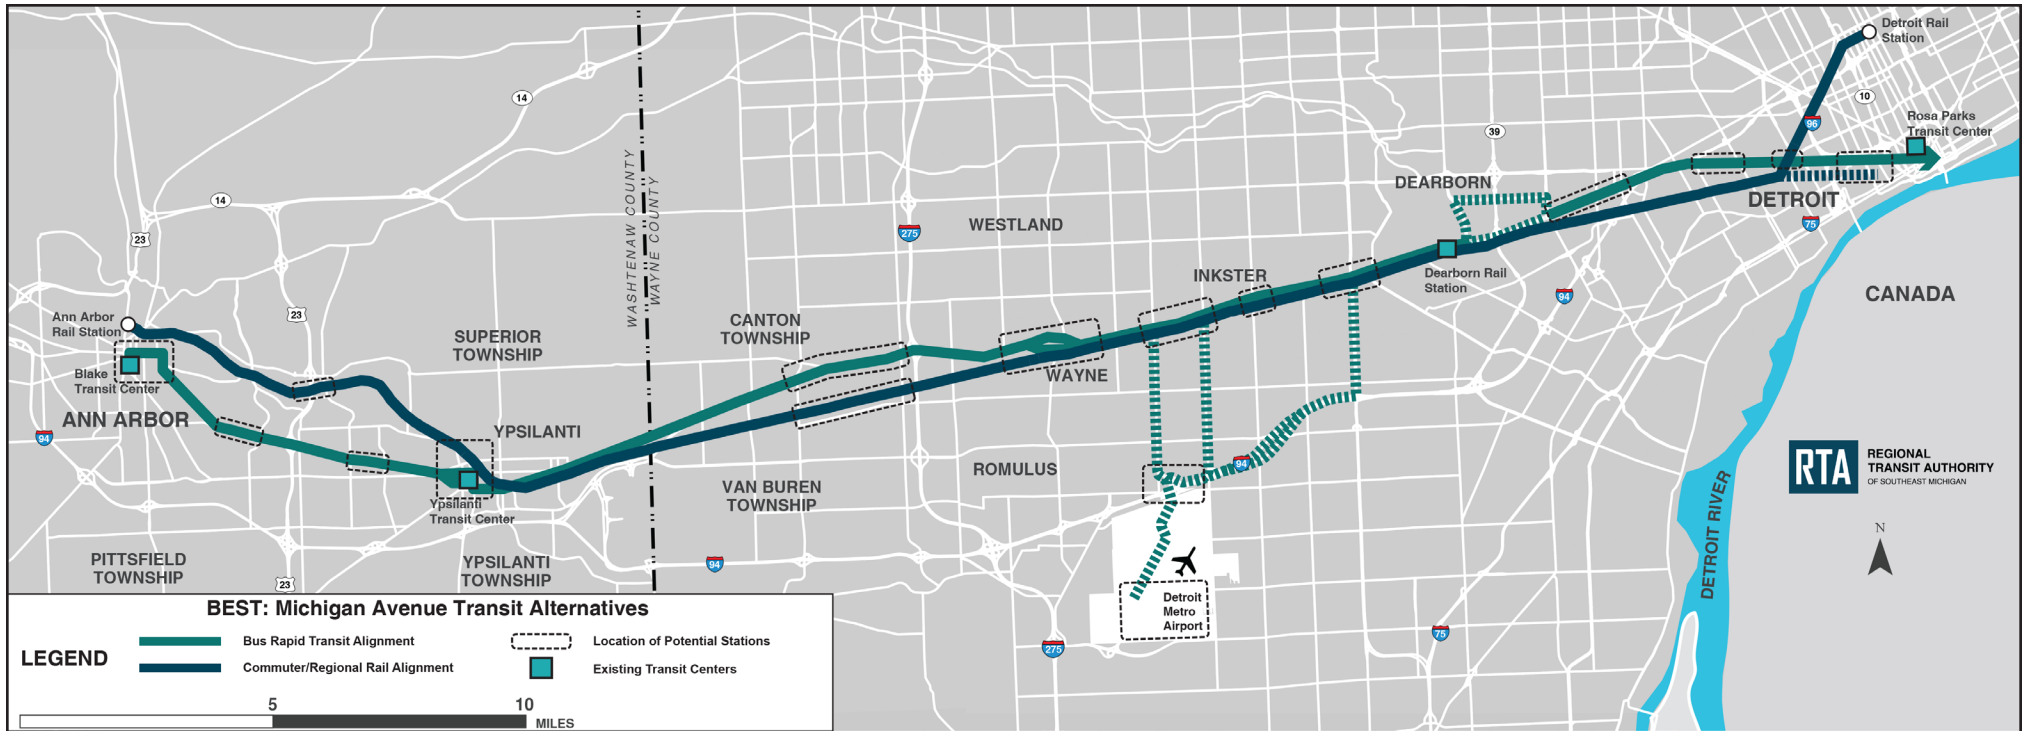 Detroit Rail
Station
14
10
96
Rosa Parks
Transit Center
39
WASHTENAW COUNTY
WAYNE COUNTY
DEARBORN
14
DETROIT
23
275
WESTLAND
75
INKSTER
Dearborn Rail
Station
94
CANADA
Ann Arbor
Rail Station
23
SUPERIOR
TOWNSHIP
CANTON
TOWNSHIP
Blake
Transit Center
WAYNE
ANN ARBOR
94
YPSILANTI
ROMULUS
94
RTA
REGIONAL
TRANSIT AUTHORITY
OF SOUTHEAST MICHIGAN
Ypsilanti
Transit Center
VAN BUREN
TOWNSHIP
DETROIT RIVER
N
PITTSFIELD
TOWNSHIP
YPSILANTI
TOWNSHIP
94
23
Detroit
Metro
Airport
75
275
BEST: Michigan Avenue Transit Alternatives
LEGEND
Bus Rapid Transit Alignment
Commuter/Regional Rail Alignment
Location of Potential Stations
Existing Transit Centers
5
10
MILES